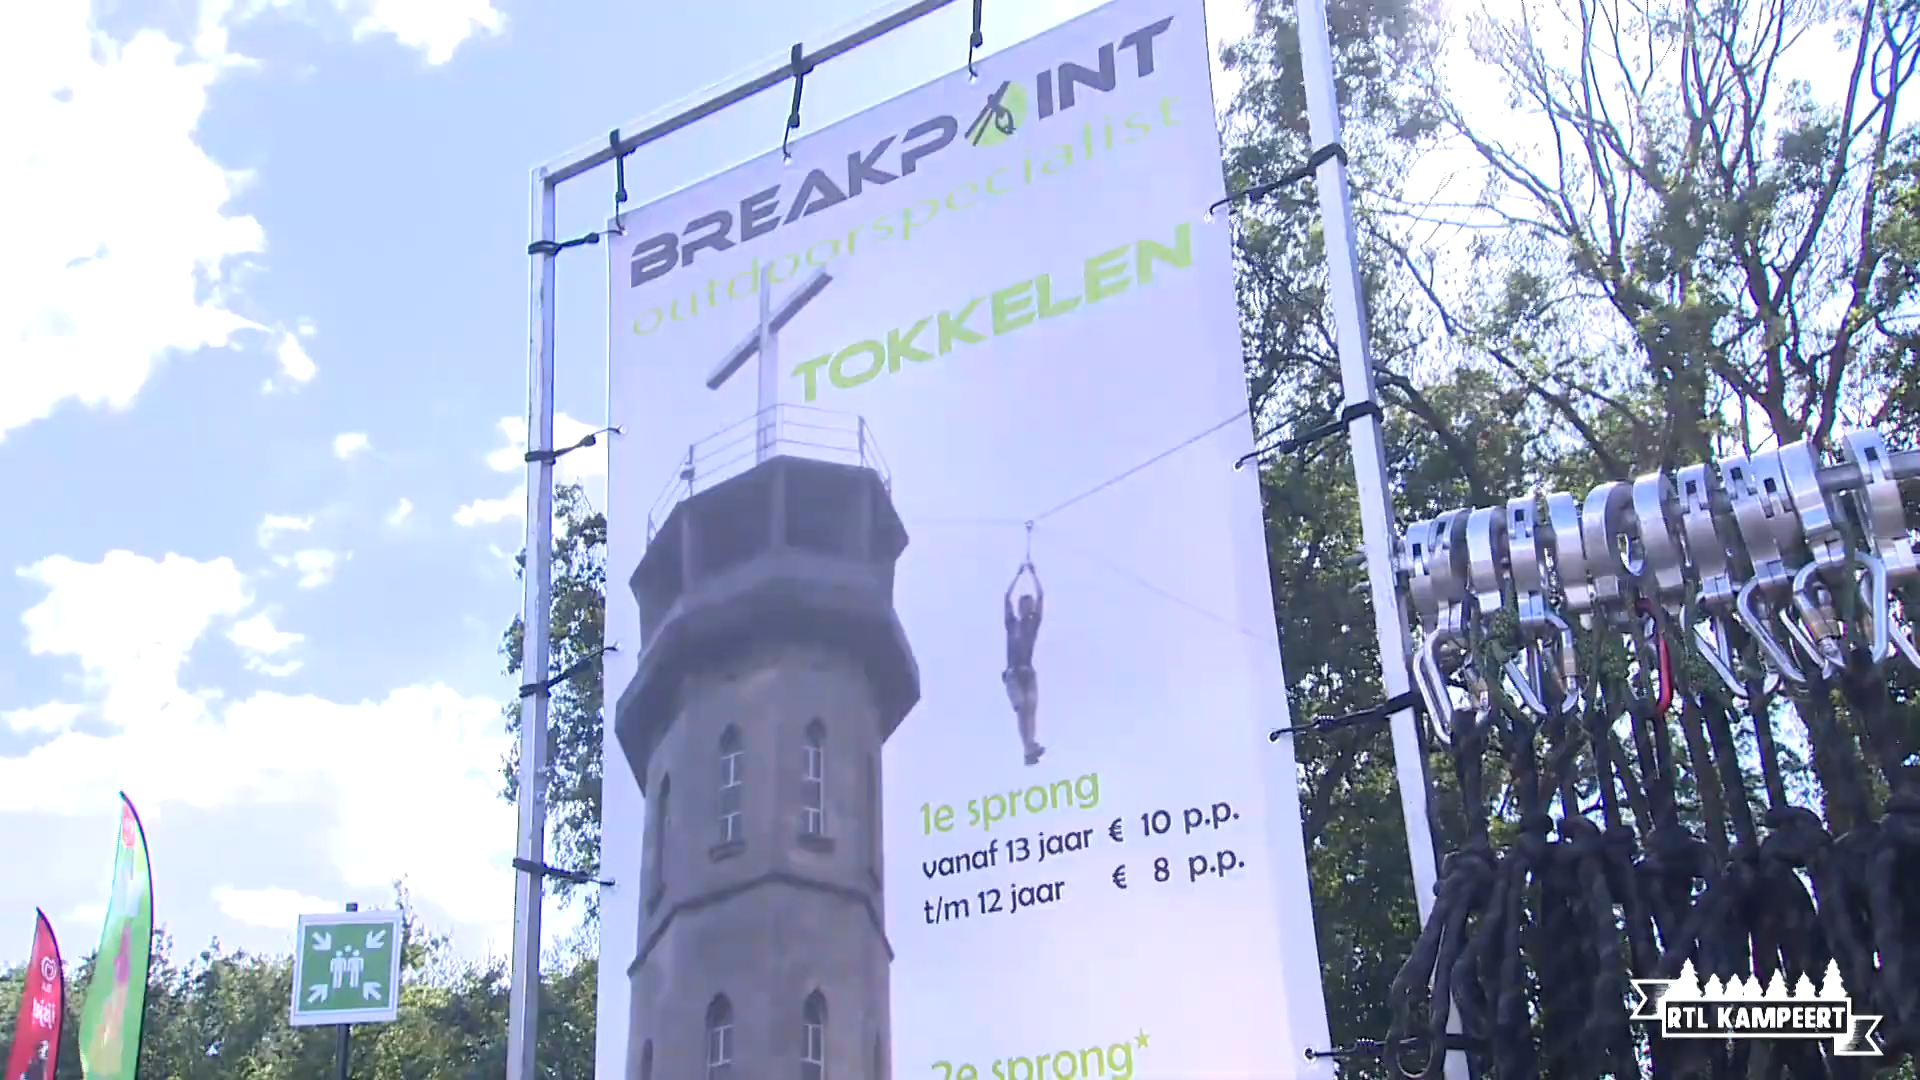 BREAKPOINT
outdoorspecialist
TOKKELEN
1e sprong
vanaf 13 jaar € 10 p.p.
t/m 12 jaar € 8 p.p.
2e sprong*
RTL KAMPEERT